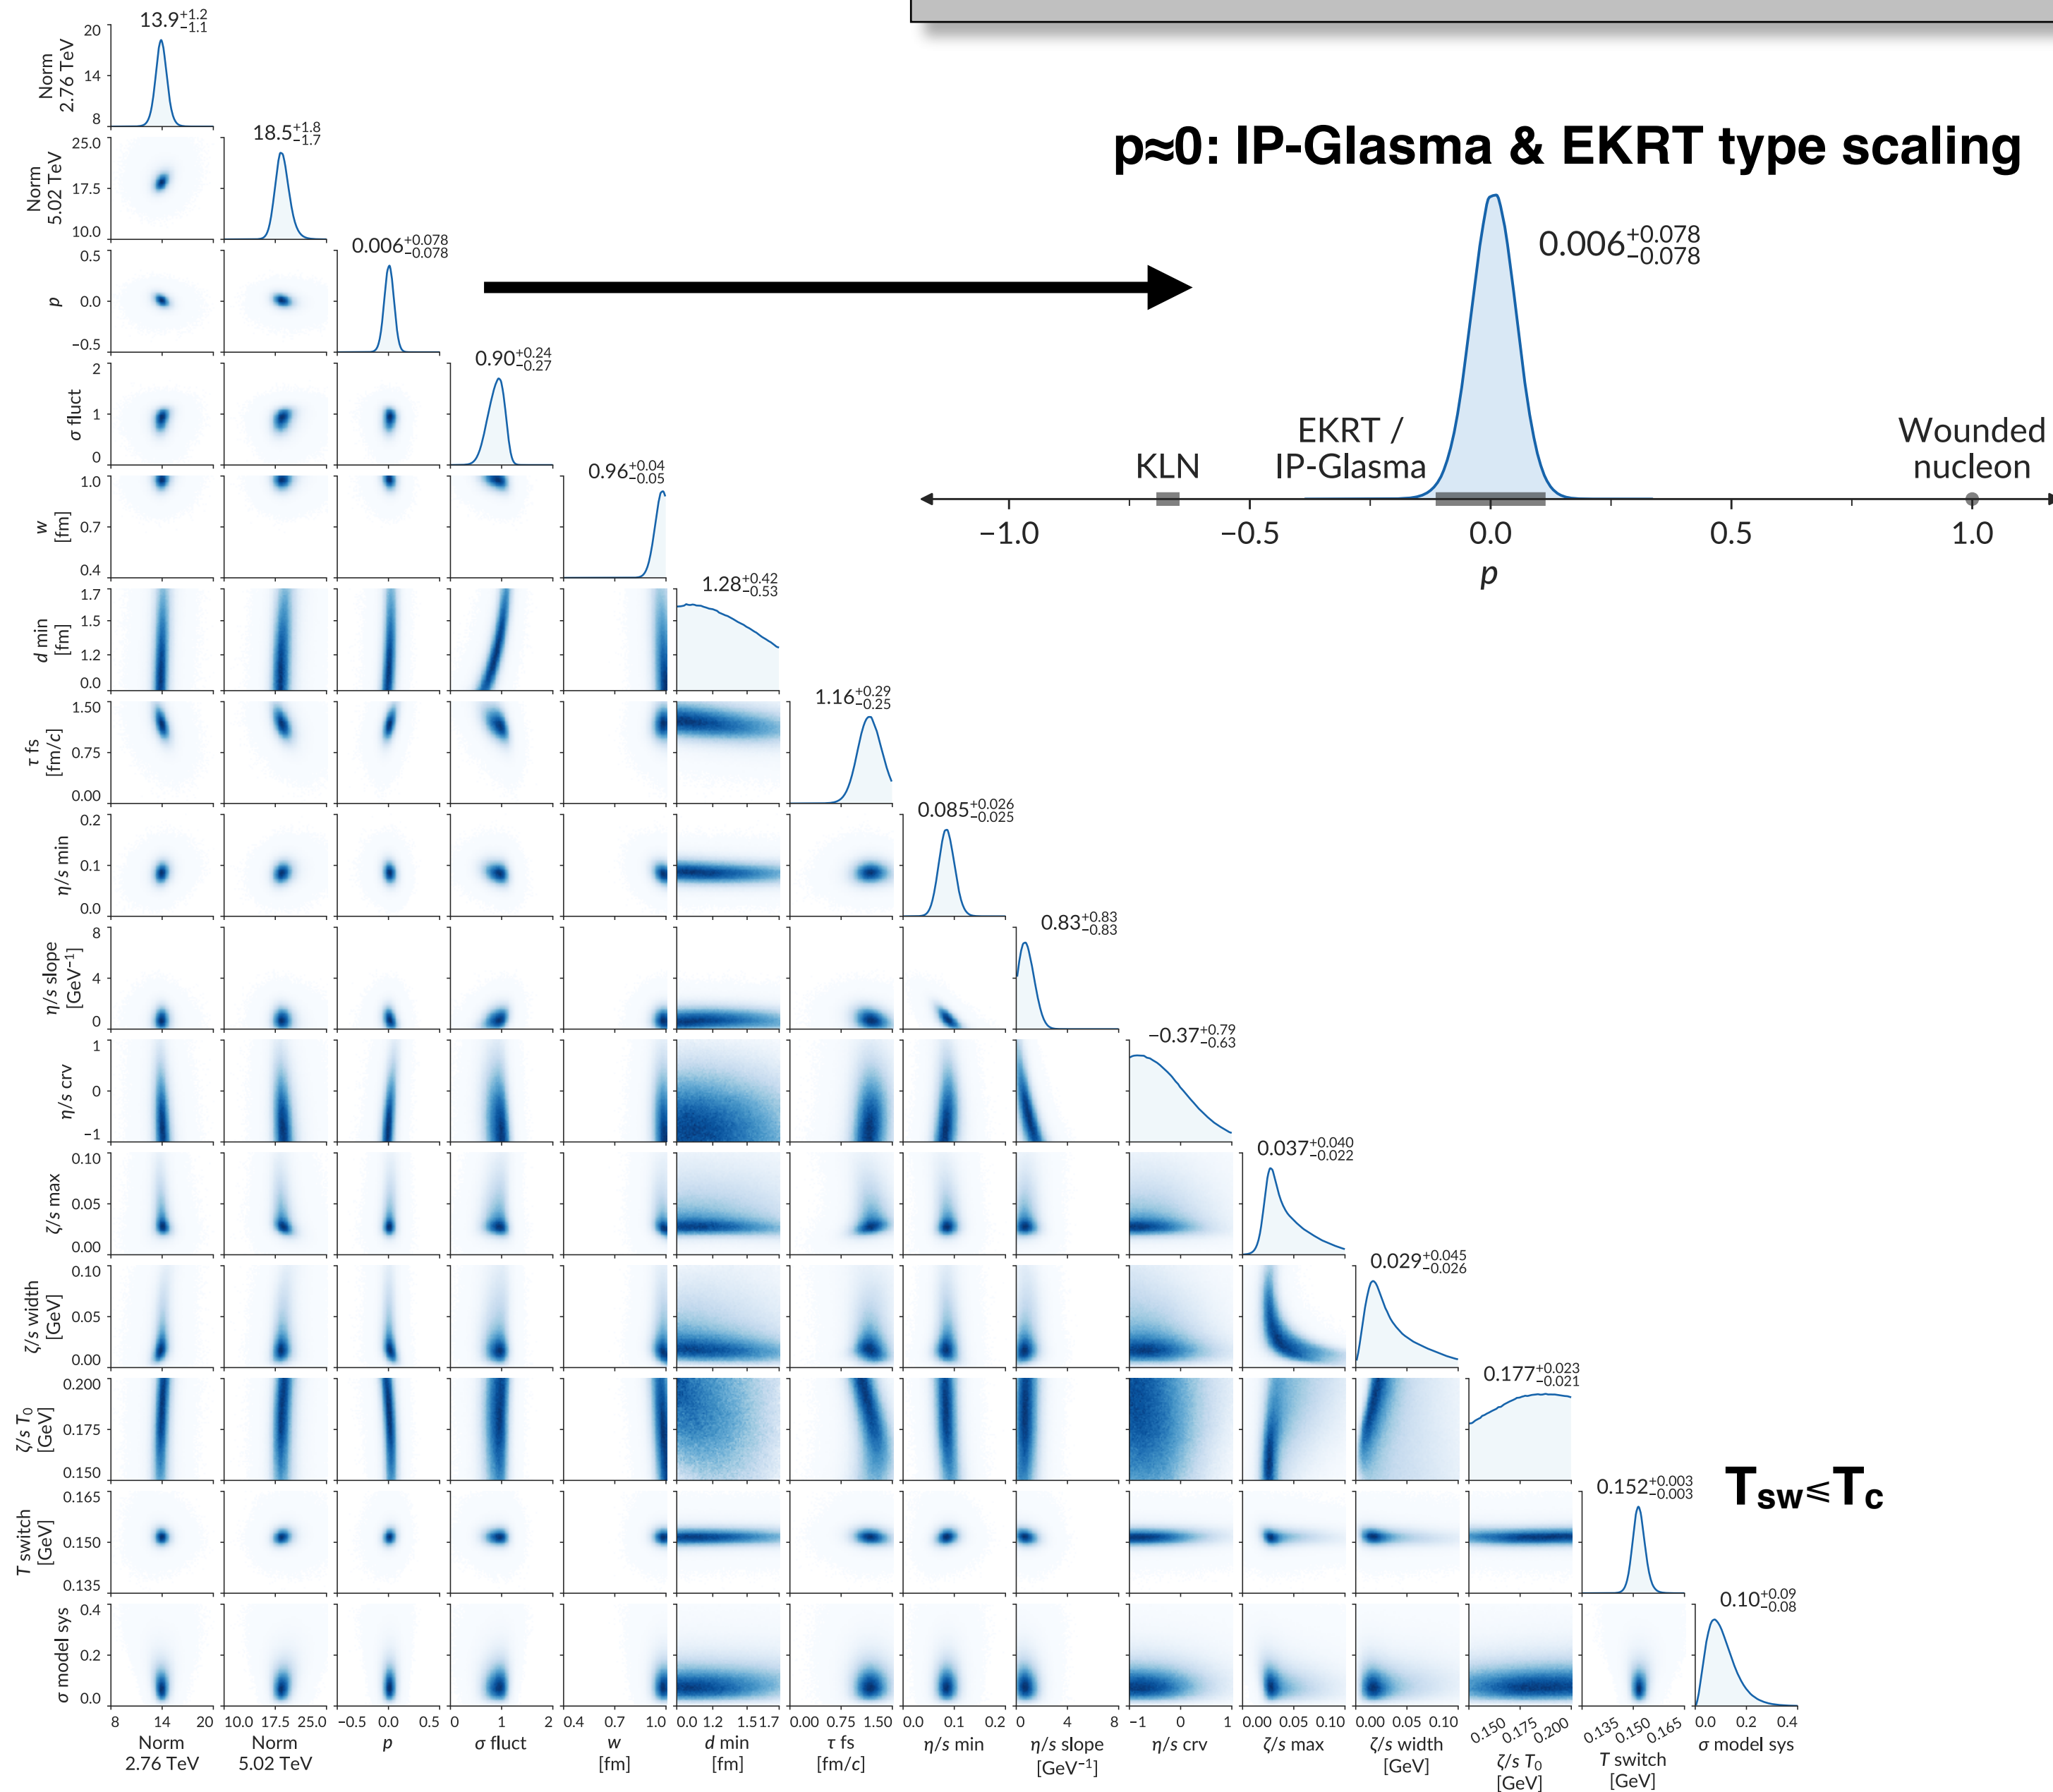 13.9 +1.2 −1.1
20
14
8
Norm
2.76 TeV
18.5 +1.8 −1.7
25.0
17.5
10.0
Norm
5.02 TeV
p≈0: IP-Glasma & EKRT type scaling
0.006 +0.078 −0.078
0.5
0.0
−0.5
p
0.006 +0.078 −0.078
0.90 +0.24 −0.27
2
1
0
σ fluct
EKRT /
IP-Glasma
KLN
Wounded
nucleon
−1.0 −0.5 0.0 0.5 1.0
p
0.96 +0.04 −0.05
1.0
0.7
0.4
w
[fm]
1.28 +0.42 −0.53
1.7
1.5
1.2
0.0
d min
[fm]
1.16 +0.29 −0.25
1.50
0.75
0.00
τ fs
[fm/c]
0.085 +0.026 −0.025
0.2
0.1
0.0
η/s min
0.83 +0.83 −0.83
8
4
0
η/s slope
[GeV⁻¹]
−0.37 +0.79 −0.63
1
0
−1
η/s crv
0.037 +0.040 −0.022
0.10
0.05
0.00
ζ/s max
0.029 +0.045 −0.026
0.10
0.05
0.00
ζ/s width
[GeV]
0.177 +0.023 −0.021
0.200
0.175
0.150
ζ/s T₀
[GeV]
0.152 +0.003 −0.003
Tsw⩽Tc
0.165
0.150
0.135
T switch
[GeV]
0.10 +0.09 −0.08
0.4
0.2
0.0
σ model sys
8 14 20
Norm
2.76 TeV
10.0 17.5 25.0
Norm
5.02 TeV
−0.5 0.0 0.5
p
0 1 2
σ fluct
0.4 0.7 1.0
w
[fm]
0.0 1.2 1.5 1.7
d min
[fm]
0.00 0.75 1.50
τ fs
[fm/c]
0.0 0.1 0.2
η/s min
0 4 8
η/s slope
[GeV⁻¹]
−1 0 1
η/s crv
0.00 0.05 0.10
ζ/s max
0.00 0.05 0.10
ζ/s width
[GeV]
0.150 0.175 0.200
ζ/s T₀
[GeV]
0.135 0.150 0.165
T switch
[GeV]
0.0 0.2 0.4
σ model sys